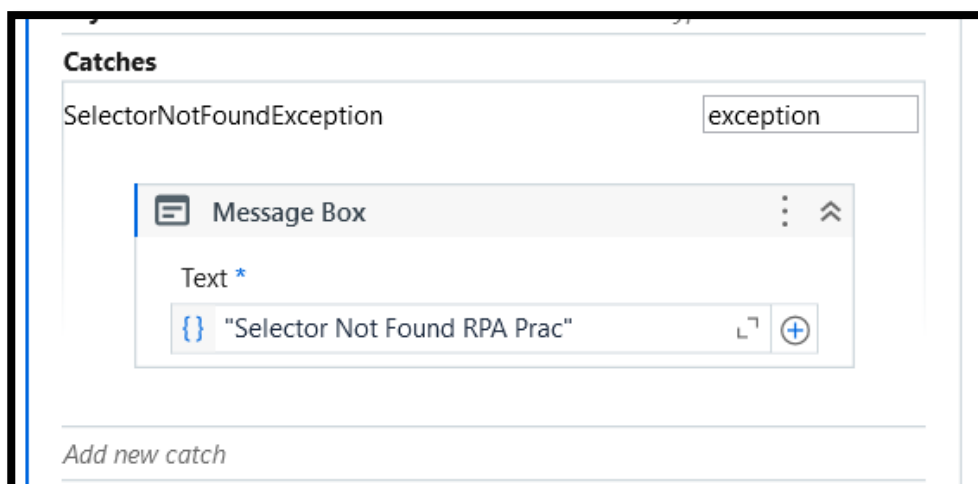 Catches
SelectorNotFoundException exception
Message Box
Text *
{} "Selector Not Found RPA Prac"
Add new catch